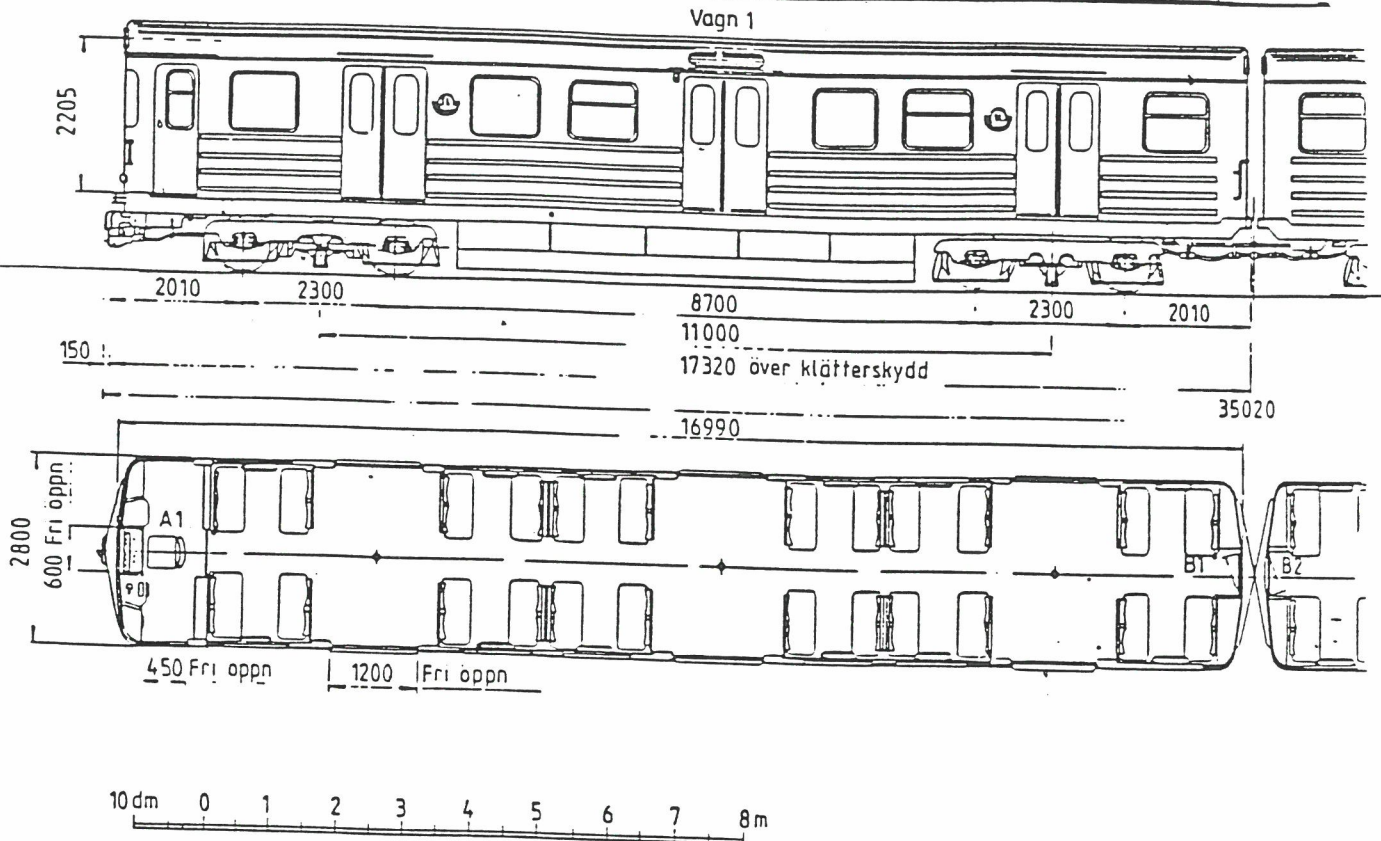 Vagn 1
2205
2010 2300 8700 2300 2010
11000
150 17320 över klätterskydd
35020
16990
2800
600 Fri öppn
A1
90
B1 B2
450 Fri öppn 1200 Fri öppn
10 dm 0 1 2 3 4 5 6 7 8 m